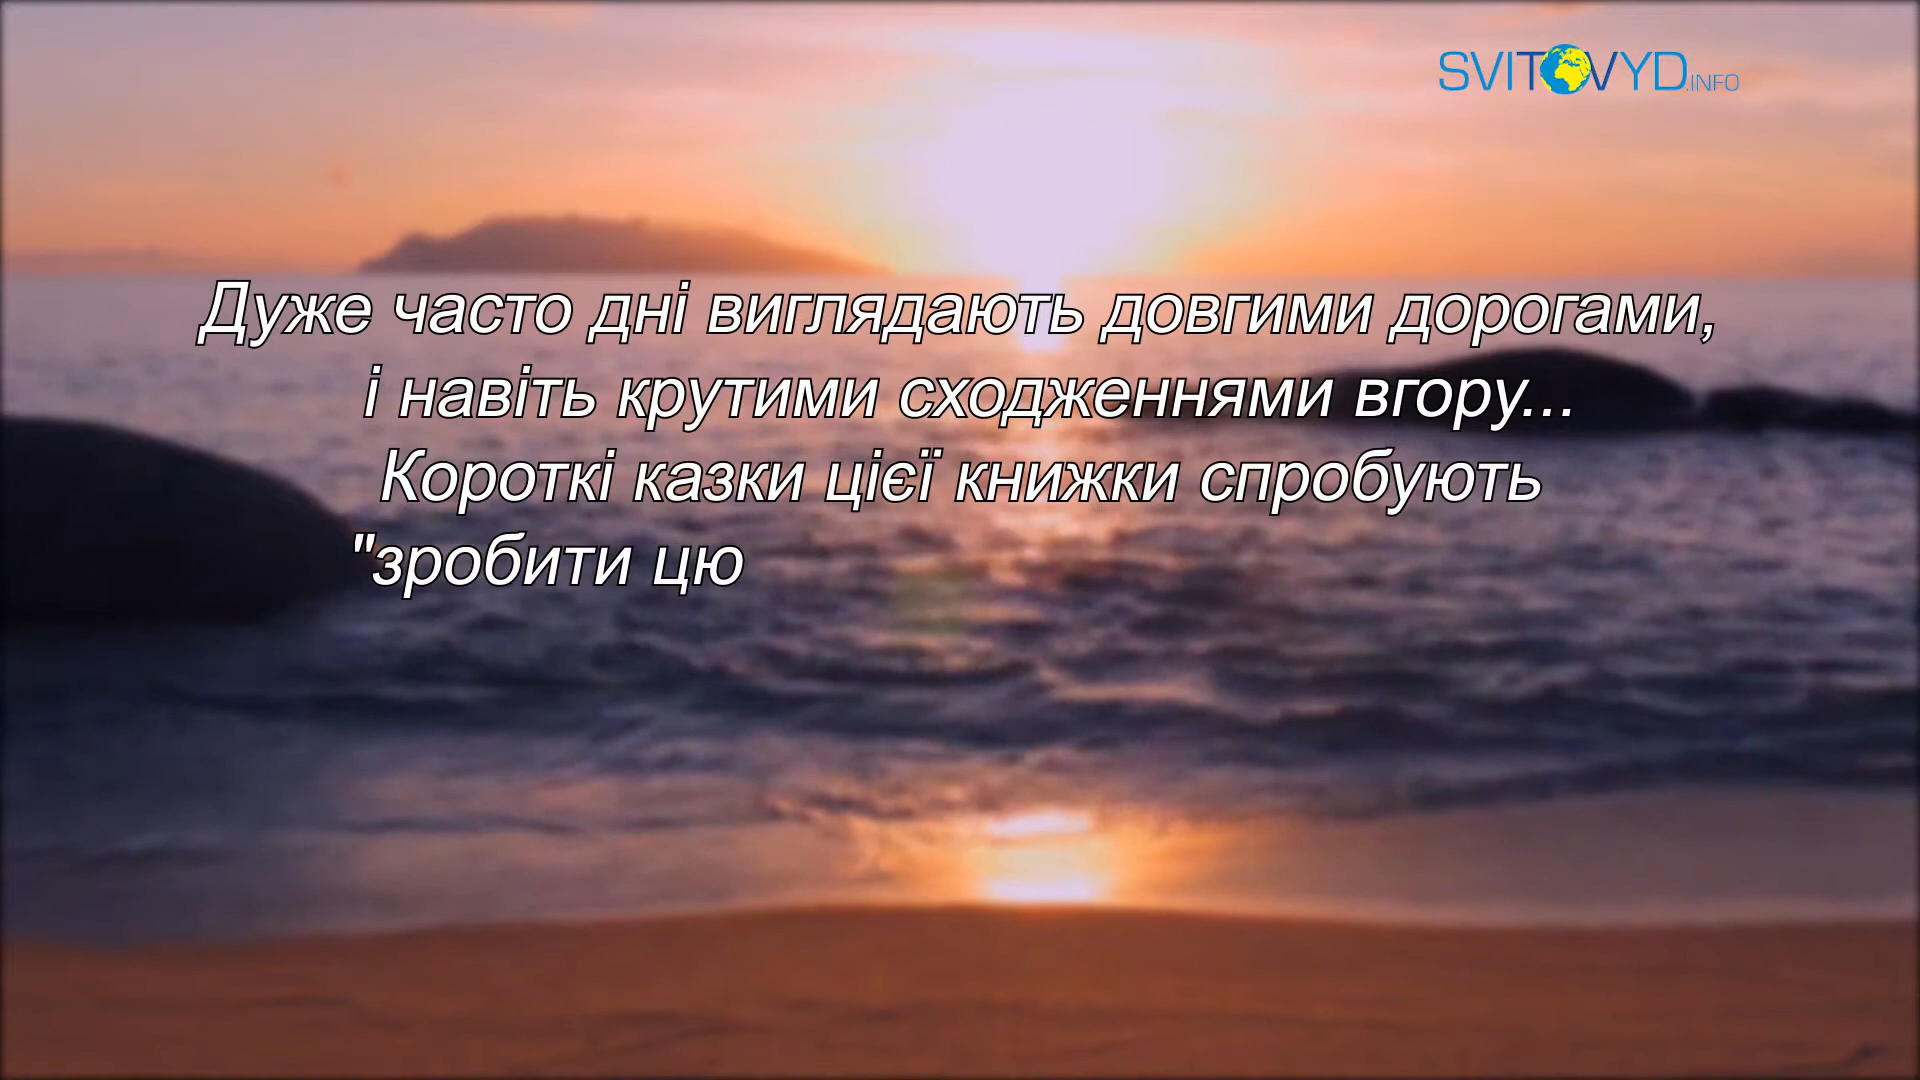 SVITOVYD.INFO
Дуже часто дні виглядають довгими дорогами,
і навіть крутими сходженнями вгору...
Короткі казки цієї книжки спробують
"зробити цю